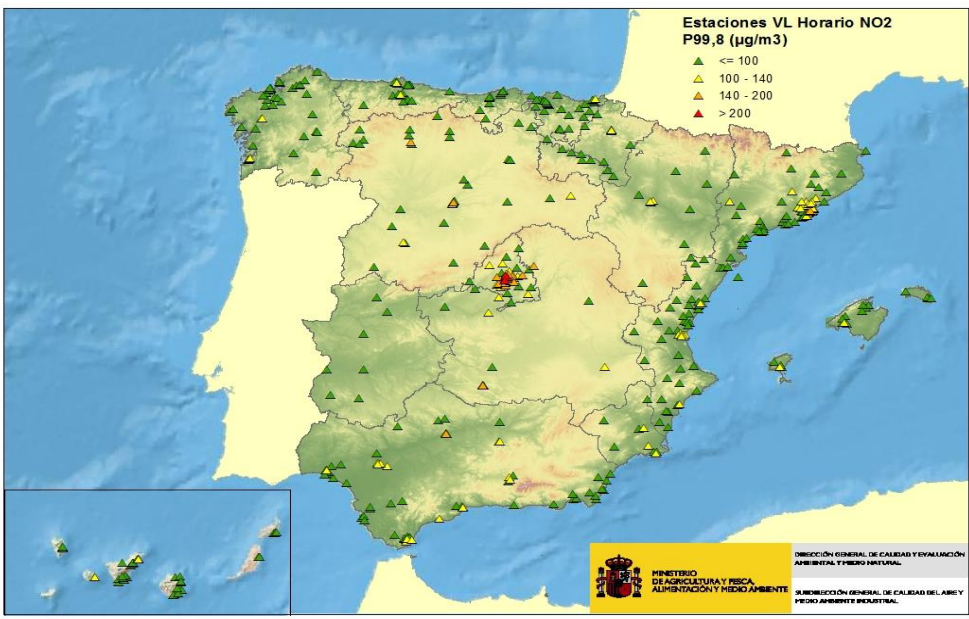 Estaciones VL Horario NO2
P99,8 (µg/m3)
<= 100
100 - 140
140 - 200
> 200
MINISTERIO
DE AGRICULTURA Y PESCA,
ALIMENTACIÓN Y MEDIO AMBIENTE
DIRECCIÓN GENERAL DE CALIDAD Y EVALUACIÓN
AMBIENTAL Y MEDIO NATURAL
SUBDIRECCIÓN GENERAL DE CALIDAD DEL AIRE Y
MEDIO AMBIENTE INDUSTRIAL